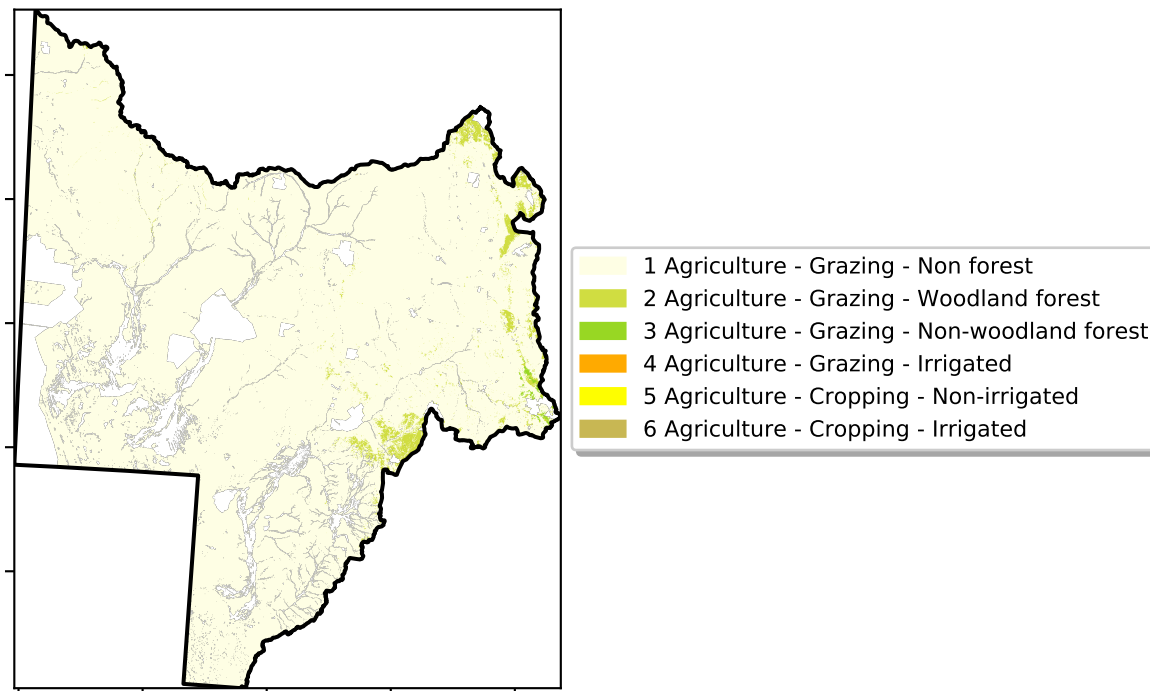 1 Agriculture - Grazing - Non forest
2 Agriculture - Grazing - Woodland forest
3 Agriculture - Grazing - Non-woodland forest
4 Agriculture - Grazing - Irrigated
5 Agriculture - Cropping - Non-irrigated
6 Agriculture - Cropping - Irrigated